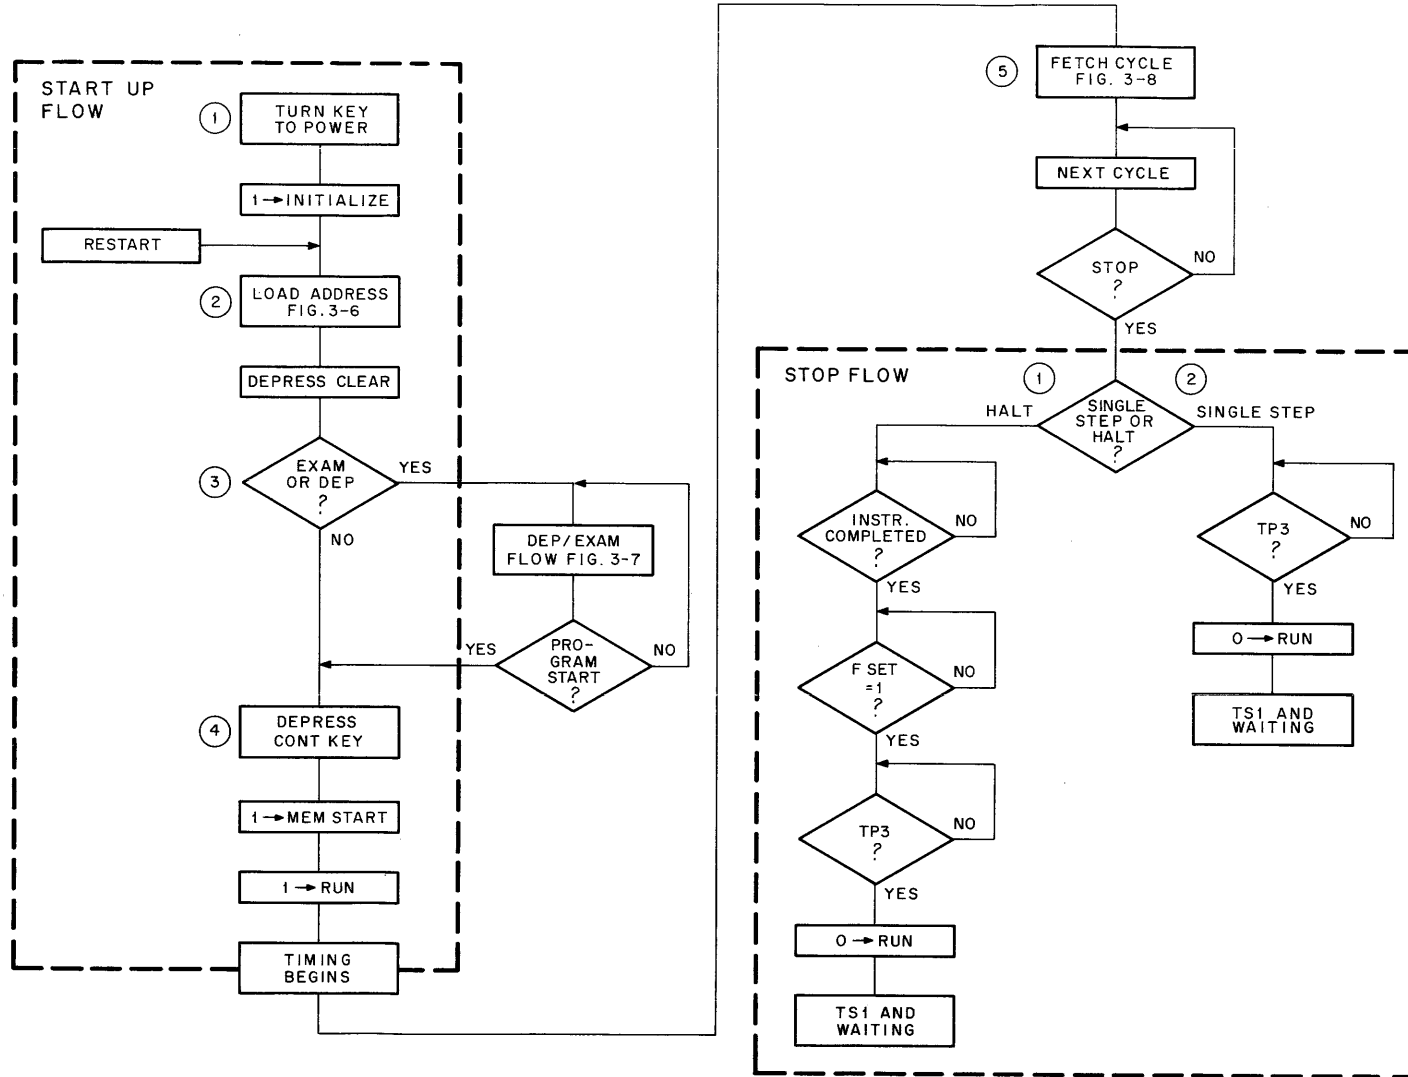 START UP
FLOW
1
TURN KEY
TO POWER
1→INITIALIZE
RESTART
2
LOAD ADDRESS
FIG.3-6
DEPRESS CLEAR
3
EXAM
OR DEP
?
YES
NO
DEP/EXAM
FLOW FIG. 3-7
PRO-
GRAM
START
?
YES
NO
4
DEPRESS
CONT KEY
1→MEM START
1→RUN
TIMING
BEGINS
5
FETCH CYCLE
FIG. 3-8
NEXT CYCLE
STOP
?
NO
YES
STOP FLOW
1
2
HALT
SINGLE
STEP OR
HALT
?
SINGLE STEP
INSTR.
COMPLETED
?
NO
YES
F SET
=1
?
NO
YES
TP3
?
NO
YES
0→RUN
TS1 AND
WAITING
TP3
?
NO
YES
0→RUN
TS1 AND
WAITING